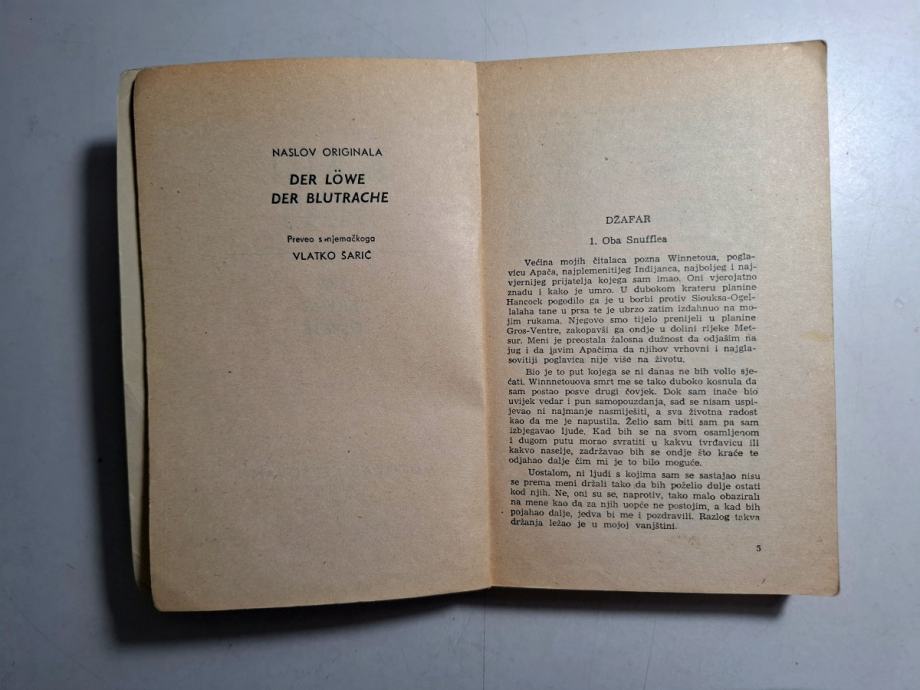 NASLOV ORIGINALA
DER LÖWE
DER BLUTRACHE
Preveo s njemačkoga
VLATKO ŠARIĆ
DŽAFAR
1. Oba Snufflea
Većina mojih čitalaca pozna Winnetoua, pogla-
vicu Apača, najplemenitijeg Indijanca, najboljeg i naj-
vjernijeg prijatelja kojega sam imao. Oni vjerojatno
znadu i kako je umro. U dubokom krateru planine
Hancock pogodilo ga je u borbi protiv Siouksa-Ogel-
lalaha tane u prsa te je ubrzo zatim izdahnuo na mo-
jim rukama. Njegovo smo tijelo prenijeli u planine
Gros-Ventre, zakopavši ga ondje u dolini rijeke Met-
sur. Meni je preostala žalosna dužnost da odjašim na
jug i da javim Apačima da njihov vrhovni i najgla-
sovitiji poglavica nije više na životu.
Bio je to put kojega se ni danas ne bih volio sje-
ćati. Winnnetouova smrt me se tako duboko kosnula da
sam postao posve drugi čovjek. Dok sam inače bio
uvijek vedar i pun samopouzdanja, sad se nisam uspi-
jevao ni najmanje nasmiješiti, a sva životna radost
kao da me je napustila. Želio sam biti sam pa sam
izbjegavao ljude. Kad bih se na svom osamljenom
i dugom putu morao svratiti u kakvu tvrđavicu ili
kakvo naselje, zadržavao bih se ondje što kraće te
odjahao dalje čim mi je to bilo moguće.
Uostalom, ni ljudi s kojima sam se sastajao nisu
se prema meni držali tako da bih poželio dulje ostati
kod njih. Ne, oni su se, naprotiv, tako malo obazirali
na mene kao da za njih uopće ne postojim, a kad bih
pojahao dalje, jedva bi me i pozdravili. Razlog takva
držanja ležao je u mojoj vanjštini.
5